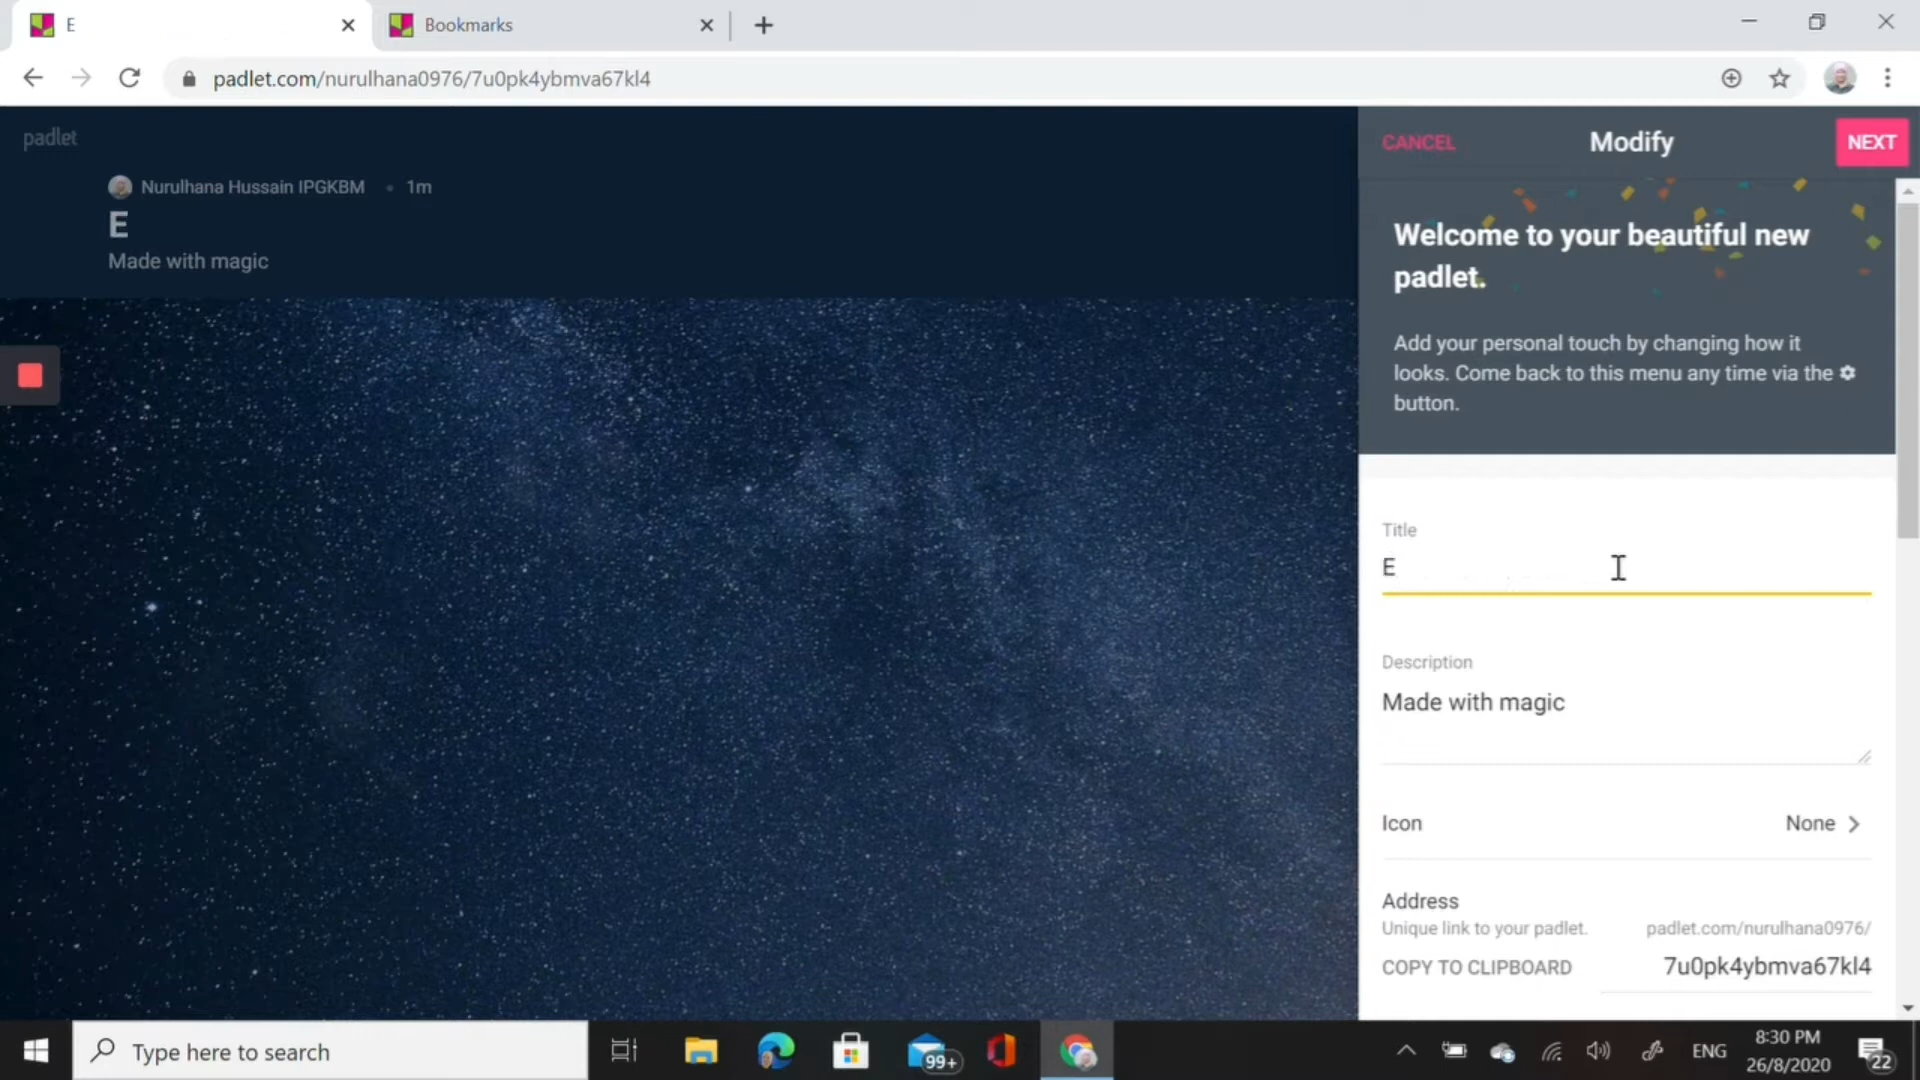 E
Bookmarks
padlet.com/nurulhana0976/7u0pk4ybmva67kl4
padlet
Nurulhana Hussain IPGKBM • 1m
E
Made with magic
CANCEL
Modify
NEXT
Welcome to your beautiful new
padlet.
Add your personal touch by changing how it
looks. Come back to this menu any time via the
button.
Title
E
Description
Made with magic
Icon
None
Address
Unique link to your padlet.
padlet.com/nurulhana0976/
COPY TO CLIPBOARD
7u0pk4ybmva67kl4
Type here to search
99+
ENG
8:30 PM
26/8/2020
22